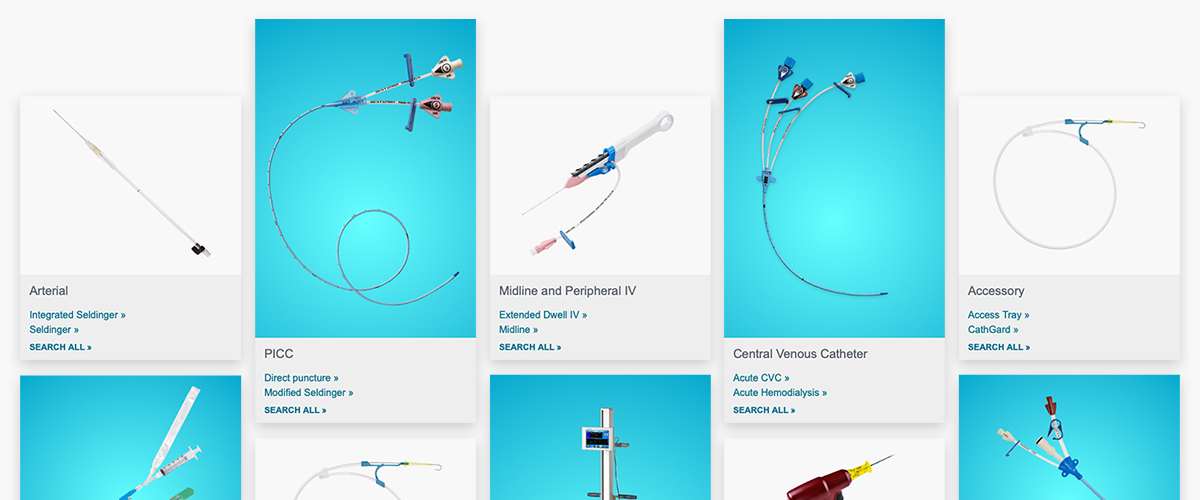 Arterial
Integrated Seldinger »
Seldinger »
SEARCH ALL »
PICC
Direct puncture »
Modified Seldinger »
SEARCH ALL »
Midline and Peripheral IV
Extended Dwell IV »
Midline »
SEARCH ALL »
Central Venous Catheter
Acute CVC »
Acute Hemodialysis »
SEARCH ALL »
Accessory
Access Tray »
CathGard »
SEARCH ALL »